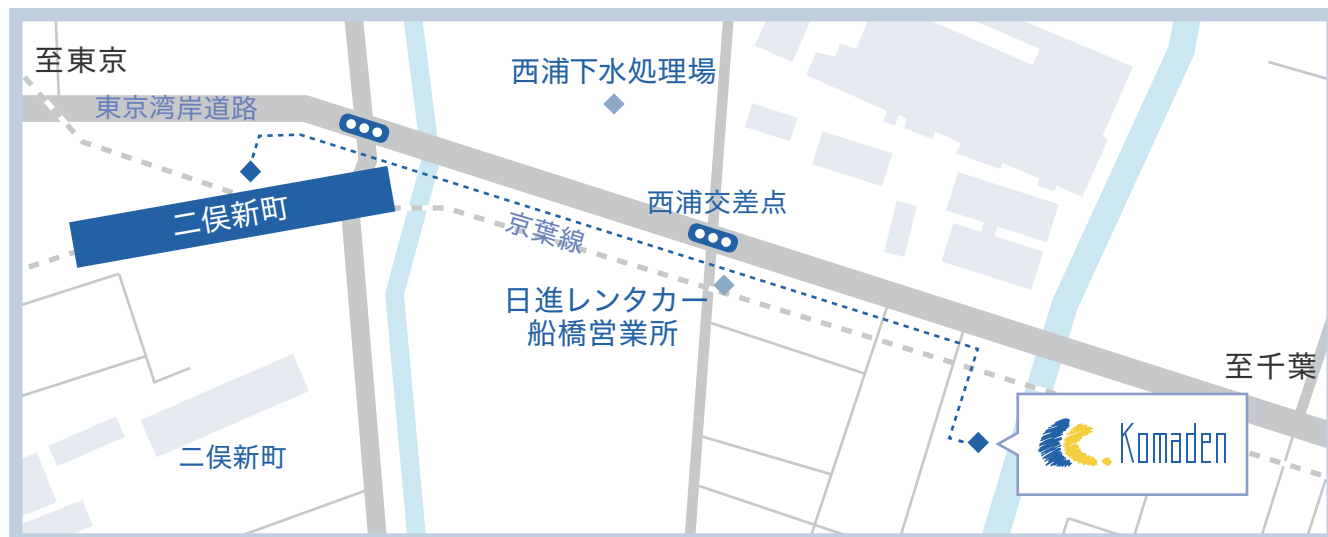 至東京
東京湾岸道路
西浦下水処理場
二俣新町
西浦交差点
京葉線
日進レンタカー
船橋営業所
至千葉
二俣新町
Komaden